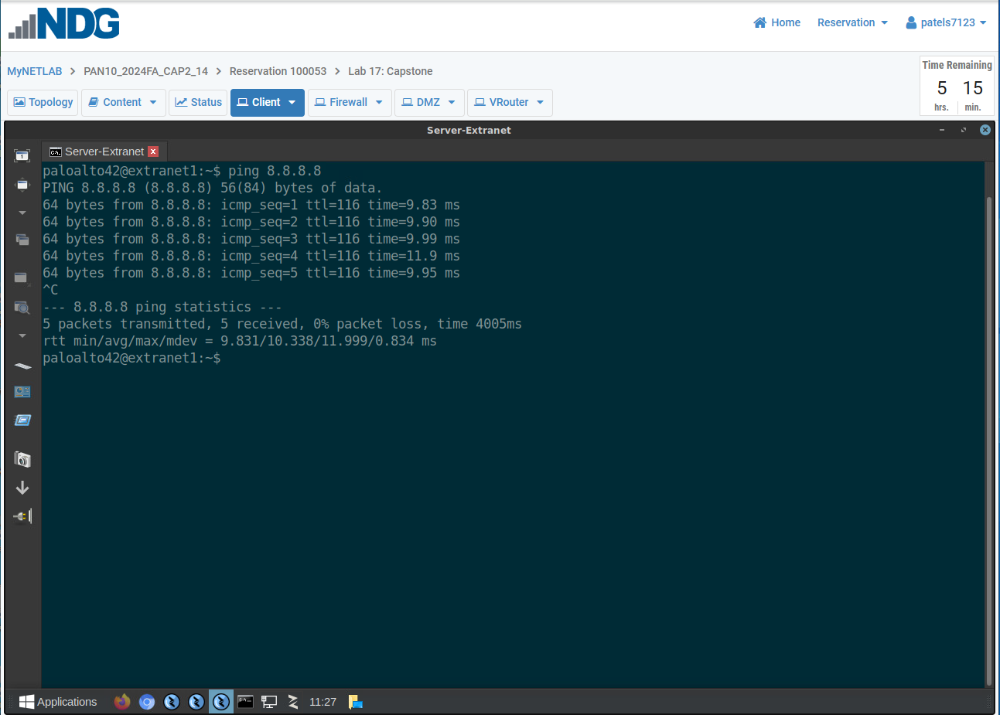 NDG
Home Reservation patels7123
MyNETLAB > PAN10_2024FA_CAP2_14 > Reservation 100053 > Lab 17: Capstone
Time Remaining
5 15
hrs. min.
Topology Content Status Client Firewall DMZ VRouter
Server-Extranet
Server-Extranet x
paloalto42@extranet1:~$ ping 8.8.8.8
PING 8.8.8.8 (8.8.8.8) 56(84) bytes of data.
64 bytes from 8.8.8.8: icmp_seq=1 ttl=116 time=9.83 ms
64 bytes from 8.8.8.8: icmp_seq=2 ttl=116 time=9.90 ms
64 bytes from 8.8.8.8: icmp_seq=3 ttl=116 time=9.99 ms
64 bytes from 8.8.8.8: icmp_seq=4 ttl=116 time=11.9 ms
64 bytes from 8.8.8.8: icmp_seq=5 ttl=116 time=9.95 ms
^C
--- 8.8.8.8 ping statistics ---
5 packets transmitted, 5 received, 0% packet loss, time 4005ms
rtt min/avg/max/mdev = 9.831/10.338/11.999/0.834 ms
paloalto42@extranet1:~$
Applications 11:27